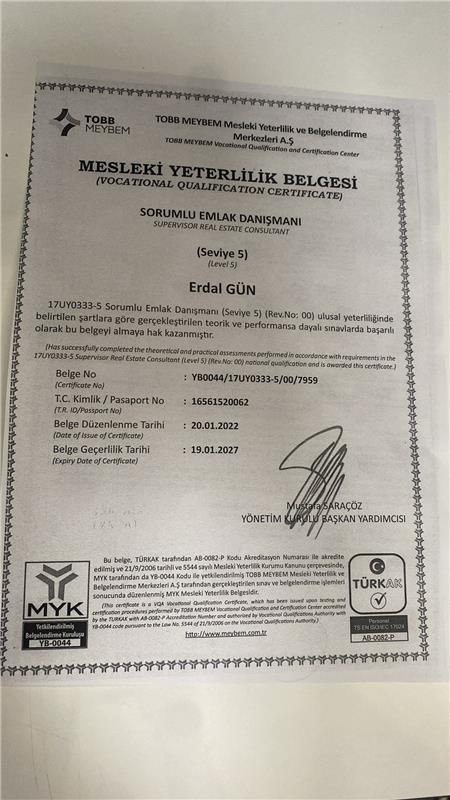 TOBB
MEYBEM
TOBB MEYBEM Mesleki Yeterlilik ve Belgelendirme
Merkezleri A.Ş
TOBB MEYBEM Vocational Qualification and Certification Center
MESLEKİ YETERLİLİK BELGESİ
(VOCATIONAL QUALIFICATION CERTIFICATE)
SORUMLU EMLAK DANIŞMANI
SUPERVISOR REAL ESTATE CONSULTANT
(Seviye 5)
(Level 5)
Erdal GÜN
17UY0333-5 Sorumlu Emlak Danışmanı (Seviye 5) (Rev.No: 00) ulusal yeterliliğinde
belirtilen şartlara göre gerçekleştirilen teorik ve performansa dayalı sınavlarda başarılı
olarak bu belgeyi almaya hak kazanmıştır.
(Has successfully completed the theoretical and practical assessments performed in accordance with requirements in the
17UY0333-5 Supervisor Real Estate Consultant (Level 5) (Rev.No: 00) national qualification and is awarded this certificate.)
Belge No : YB0044/17UY0333-5/00/7959
(Certificate No)
T.C. Kimlik / Pasaport No : 16561520062
(T.R. ID/Passport No)
Belge Düzenlenme Tarihi : 20.01.2022
(Date of Issue of Certificate)
Belge Geçerlilik Tarihi : 19.01.2027
(Expiry Date of Certificate)
Mustafa SARAÇÖZ
YÖNETİM KURULU BAŞKAN YARDIMCISI
Bu belge, TÜRKAK tarafından AB-0082-P Kodu Akreditasyon Numarası ile akredite
edilmiş ve 21/9/2006 tarihli ve 5544 sayılı Mesleki Yeterlilik Kurumu Kanunu çerçevesinde,
MYK tarafından da YB-0044 Kodu ile yetkilendirilmiş TOBB MEYBEM Mesleki Yeterlilik ve
Belgelendirme Merkezleri A.Ş tarafından gerçekleştirilen sınav ve belgelendirme işlemleri
sonucunda düzenlenmiş MYK Mesleki Yeterlilik Belgesidir.
(This certificate is a VQA Vocational Qualification Certificate, which has been issued upon testing and
certification procedures performed by TOBB MEYBEM Vocational Qualification and Certification Center accredited
by the TURKAK with AB-0082-P Accreditation Number and authorized by Vocational Qualifications Authority with
YB-0044 code pursuant to the Law No. 5544 of 21/9/2006 on the Vocational Qualifications Authority.)
http://www.meybem.com.tr
MYK
Yetkilendirilmiş
Belgelendirme Kuruluşu
YB-0044
TÜRKAK
Personel
TS EN ISO/IEC 17024
AB-0082-P